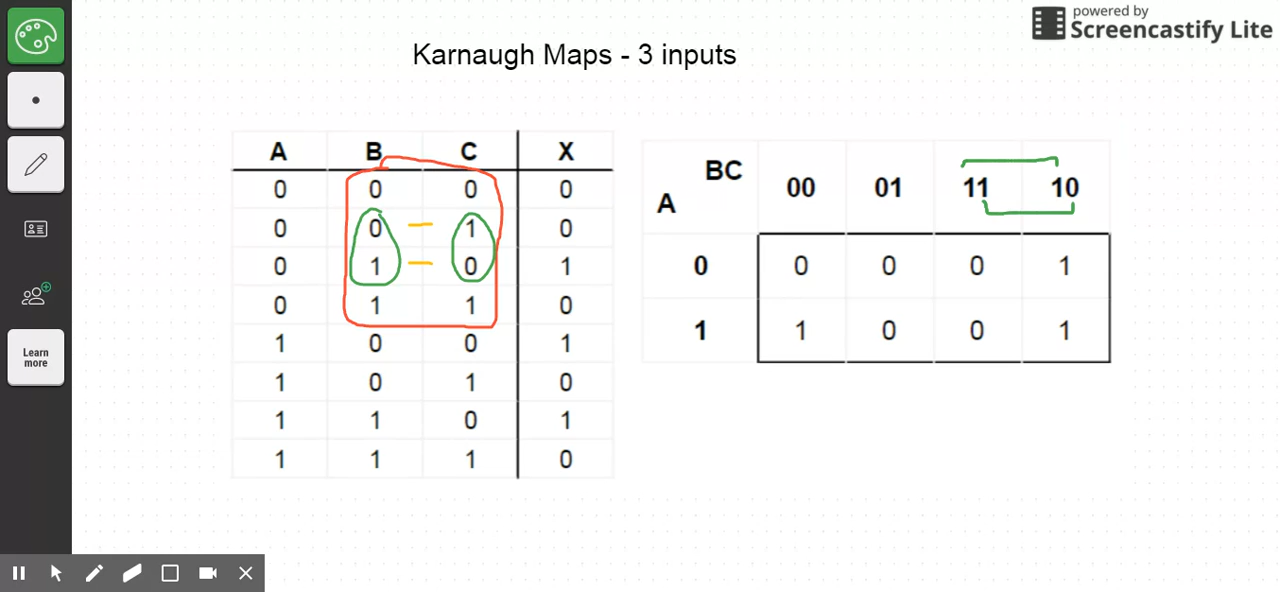 powered by
Screencastify Lite
Karnaugh Maps - 3 inputs
A B C X
0 0 0 0
0 0 1 0
0 1 0 1
0 1 1 0
1 0 0 1
1 0 1 0
1 1 0 1
1 1 1 0
BC
A
00 01 11 10
0 0 0 0 1
1 1 0 0 1
Learn
more